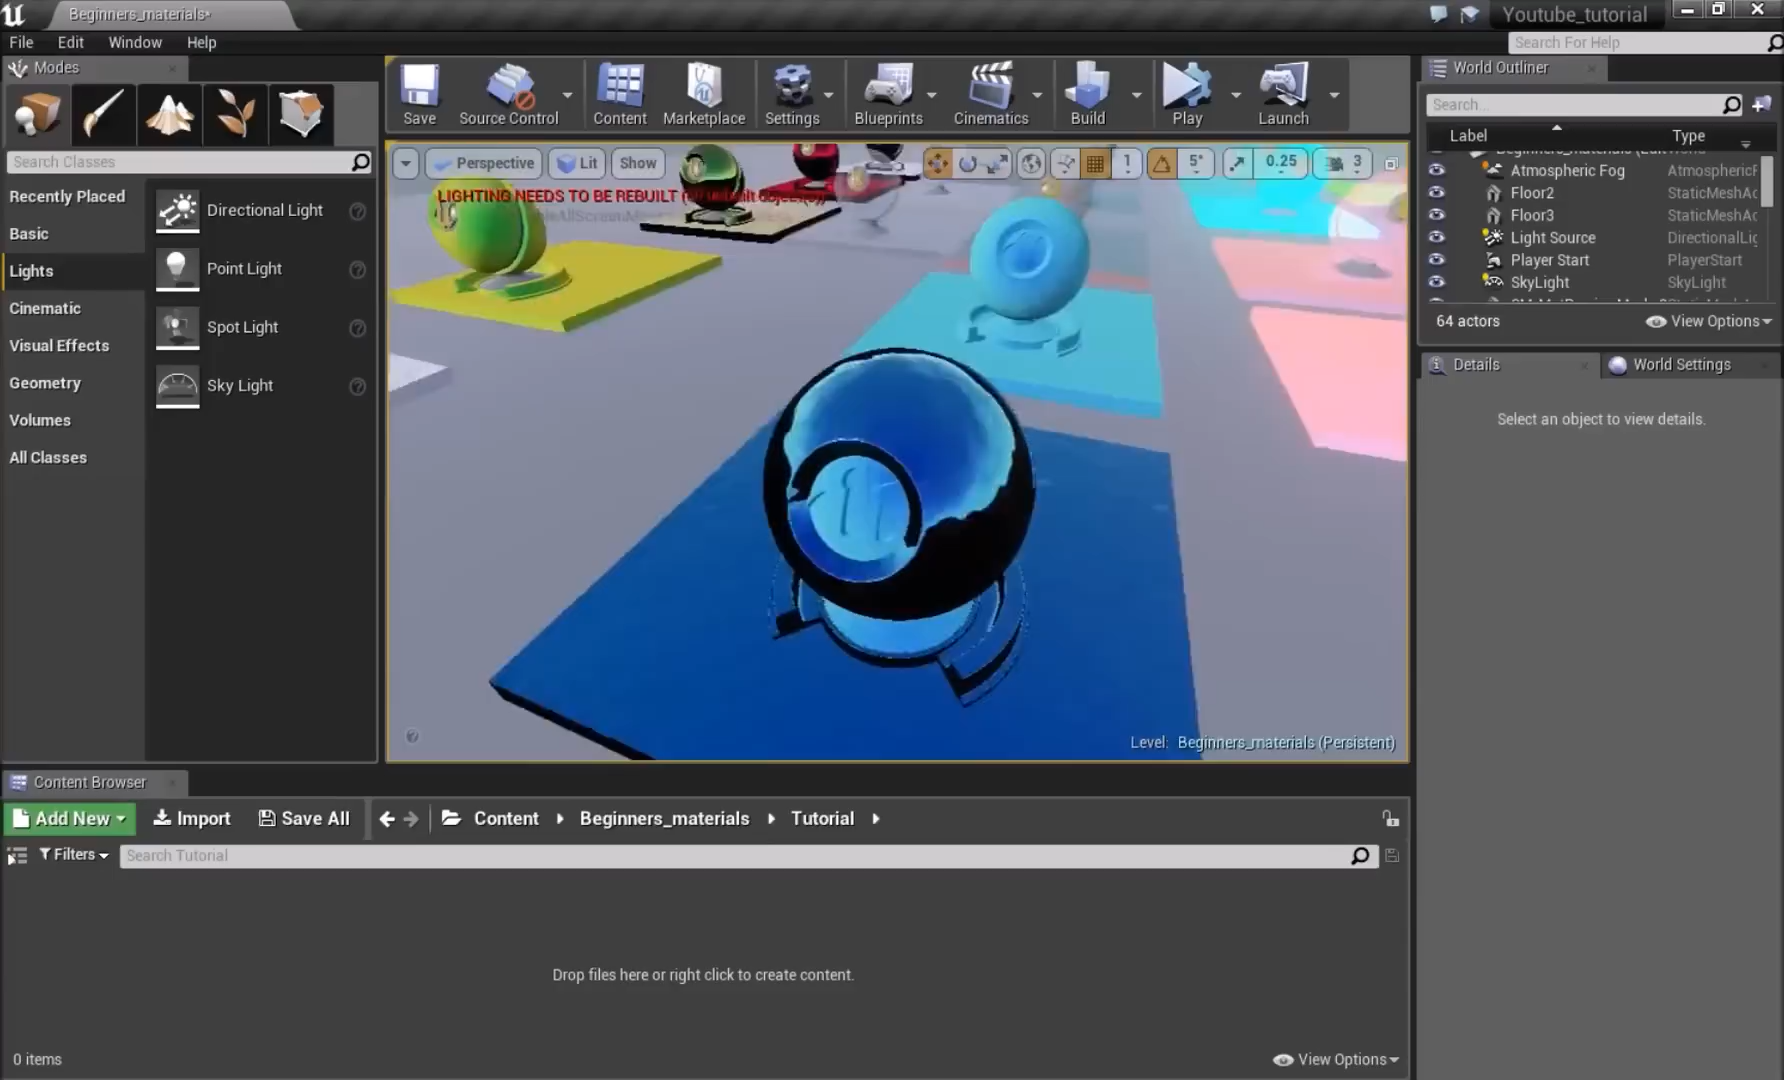 Beginners_materials*
Youtube_tutorial
File Edit Window Help
Search For Help
Modes
Save
Source Control
Content
Marketplace
Settings
Blueprints
Cinematics
Build
Play
Launch
World Outliner
Search...
Label Type
Search Classes
Perspective Lit Show
1 5° 0.25 3
Atmospheric Fog AtmosphericF
Floor2 StaticMeshAc
Floor3 StaticMeshAc
Light Source DirectionalLig
Player Start PlayerStart
SkyLight SkyLight
64 actors View Options
Recently Placed
Basic
Lights
Cinematic
Visual Effects
Geometry
Volumes
All Classes
Directional Light
Point Light
Spot Light
Sky Light
LIGHTING NEEDS TO BE REBUILT
Details World Settings
Select an object to view details.
Level: Beginners_materials (Persistent)
Content Browser
Add New Import Save All Content Beginners_materials Tutorial
Filters Search Tutorial
Drop files here or right click to create content.
0 items View Options